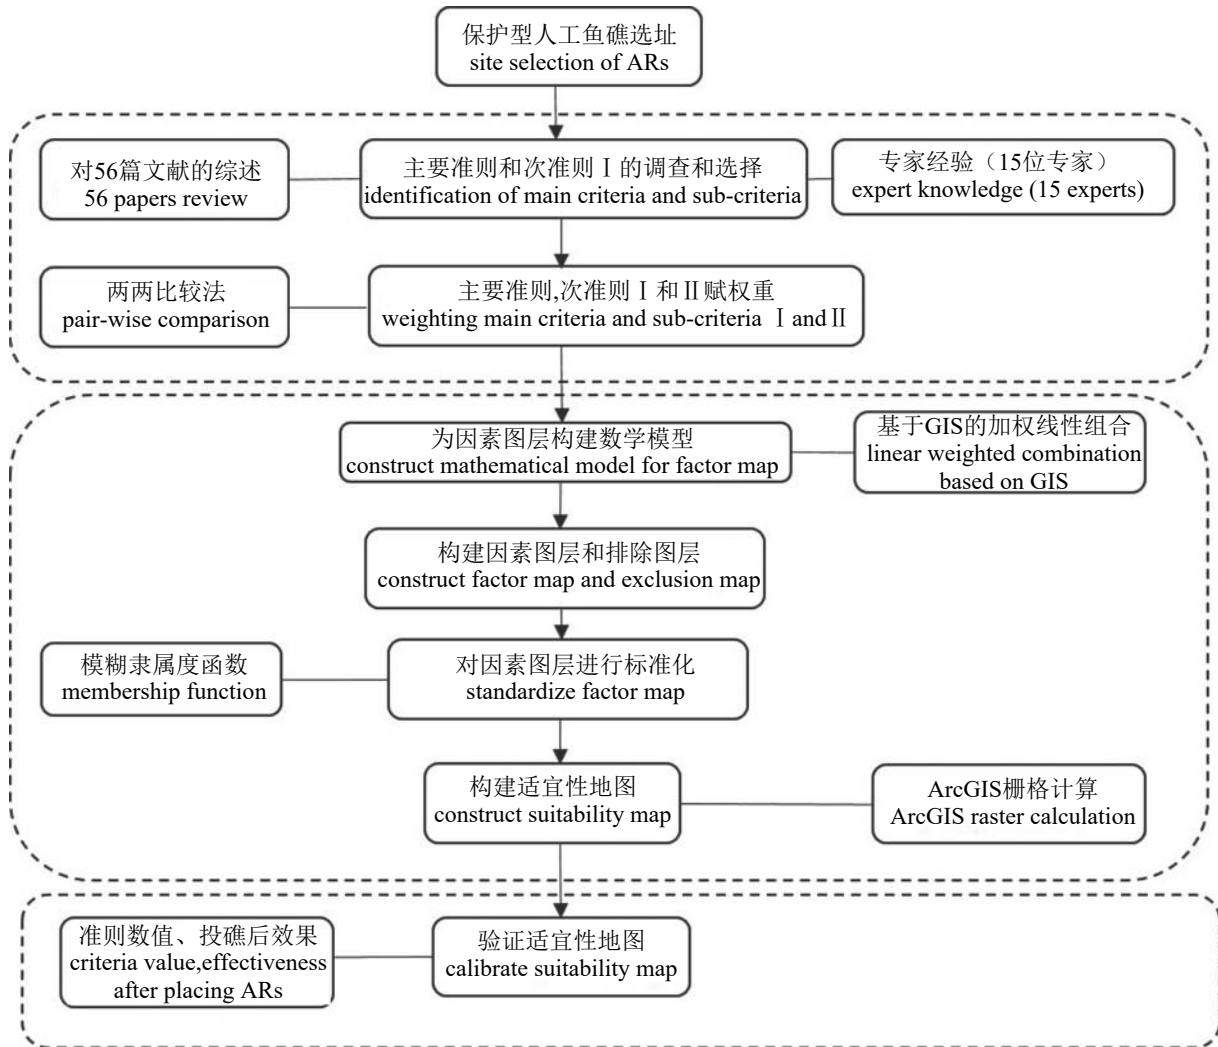 保护型人工鱼礁选址
site selection of ARs
对56篇文献的综述
56 papers review
主要准则和次准则Ⅰ的调查和选择
identification of main criteria and sub-criteria
专家经验（15位专家）
expert knowledge (15 experts)
两两比较法
pair-wise comparison
主要准则,次准则Ⅰ和Ⅱ赋权重
weighting main criteria and sub-criteria ⅠandⅡ
为因素图层构建数学模型
construct mathematical model for factor map
基于GIS的加权线性组合
linear weighted combination
based on GIS
构建因素图层和排除图层
construct factor map and exclusion map
模糊隶属度函数
membership function
对因素图层进行标准化
standardize factor map
构建适宜性地图
construct suitability map
ArcGIS栅格计算
ArcGIS raster calculation
准则数值、投礁后效果
criteria value,effectiveness
after placing ARs
验证适宜性地图
calibrate suitability map